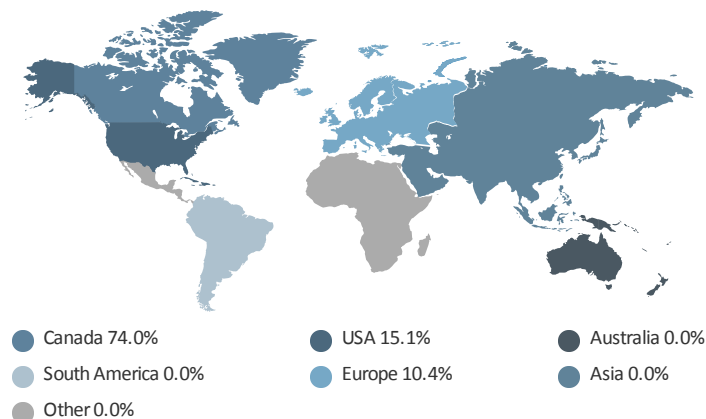 Canada 74.0%
USA 15.1%
Australia 0.0%
South America 0.0%
Europe 10.4%
Asia 0.0%
Other 0.0%